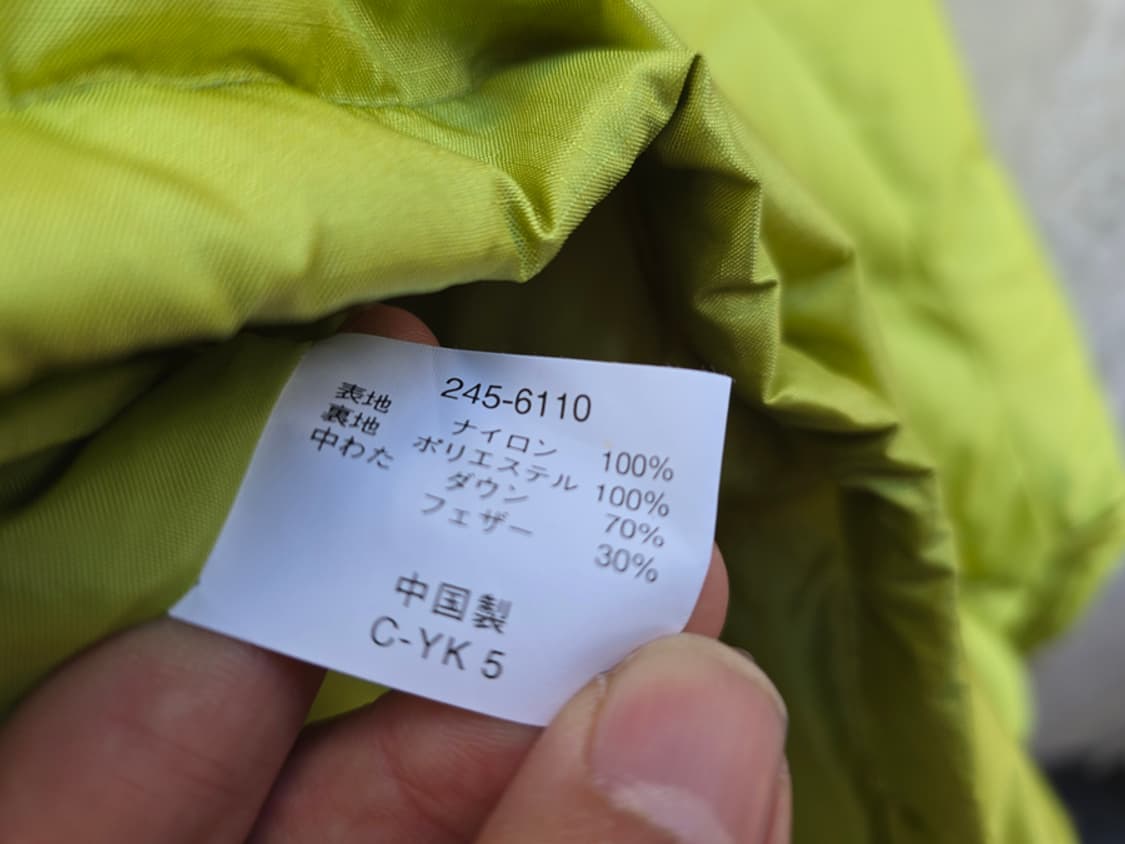 245-6110
表地 ナイロン 100%
裏地 ポリエステル 100%
中わた ダウン 70%
フェザー 30%
中国製
C-YK 5